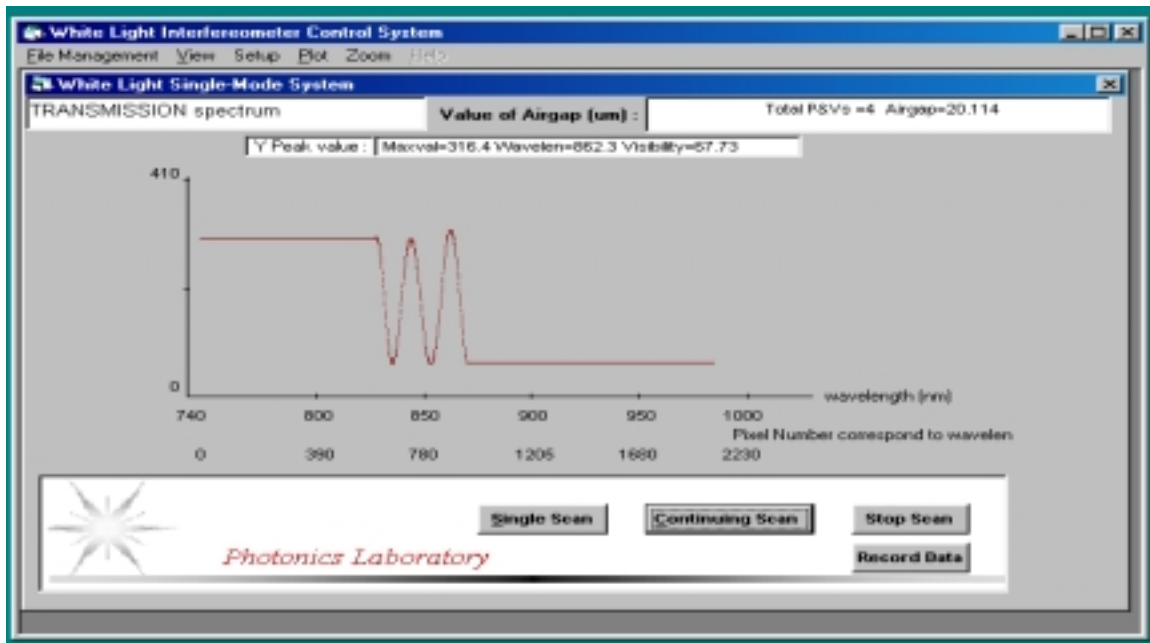 White Light Interfereometer Control System
File Management View Setup Plot Zoom Help
White Light Single-Mode System
TRANSMISSION spectrum Value of Airgap (um) : Total P&Vs =4 Airgap=20.114
Y Peak value : Maxval=316.4 Wavelen=862.3 Visibility=67.73
410
0
wavelength (nm)
740 800 850 900 950 1000
Pixel Number correspond to wavelen
0 390 780 1205 1680 2230
Single Scan Continuing Scan Stop Scan
Photonics Laboratory Record Data